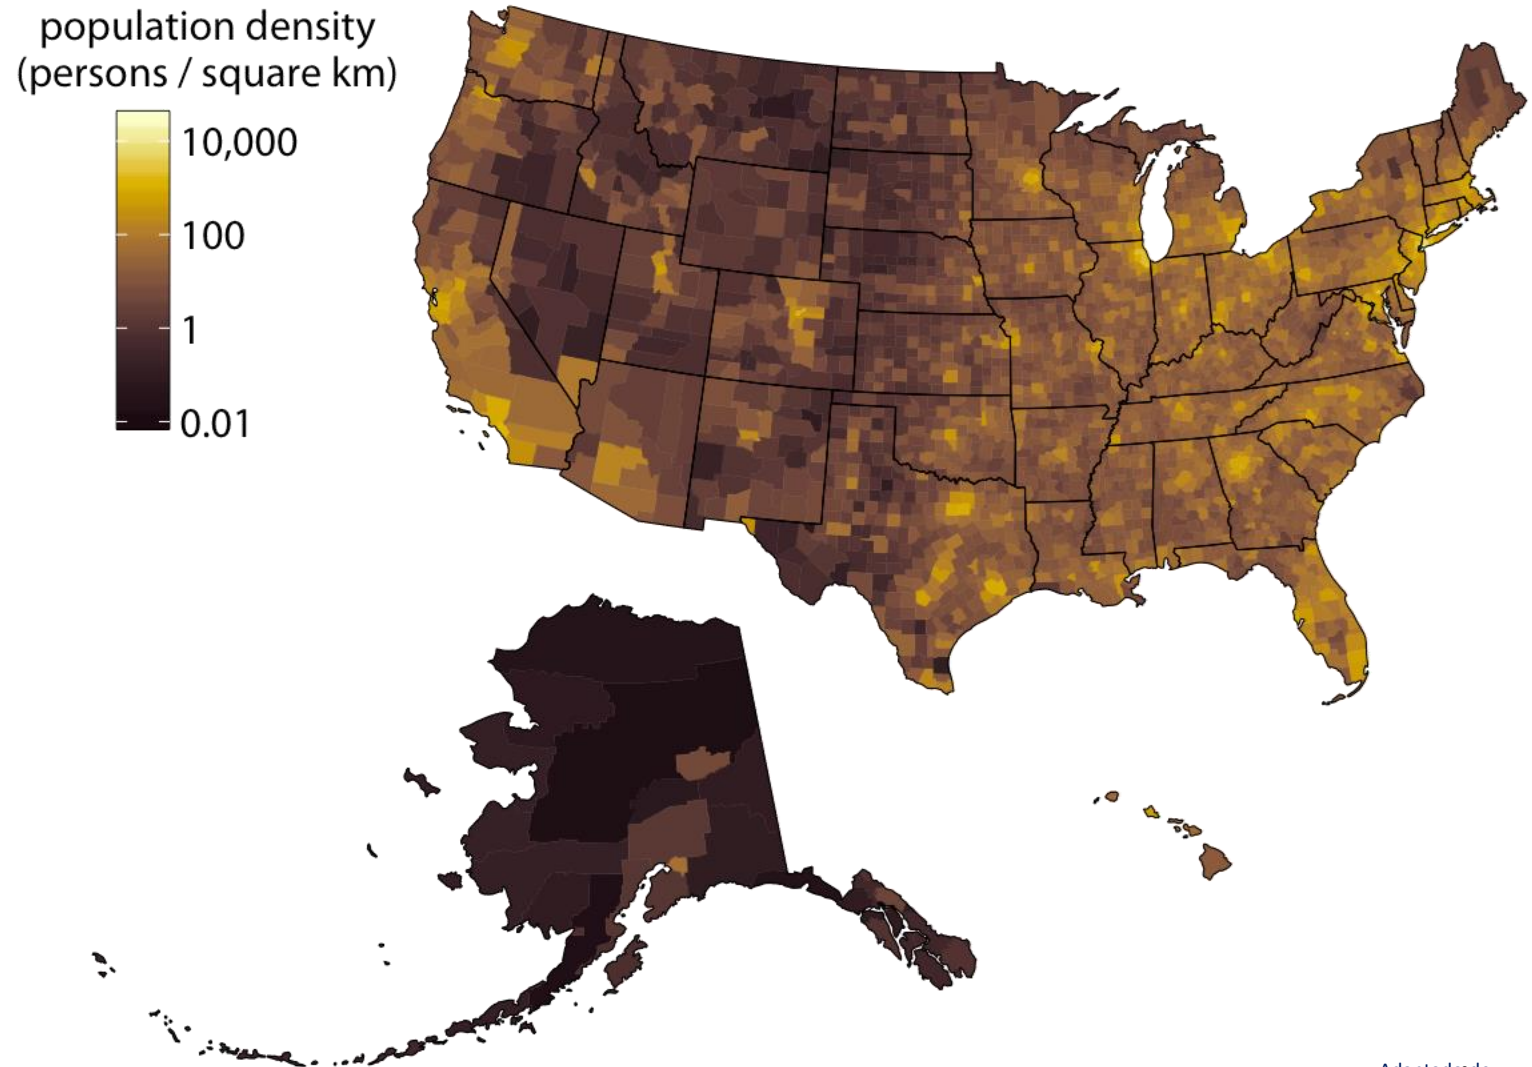 population density
(persons / square km)
10,000
100
1
0.01